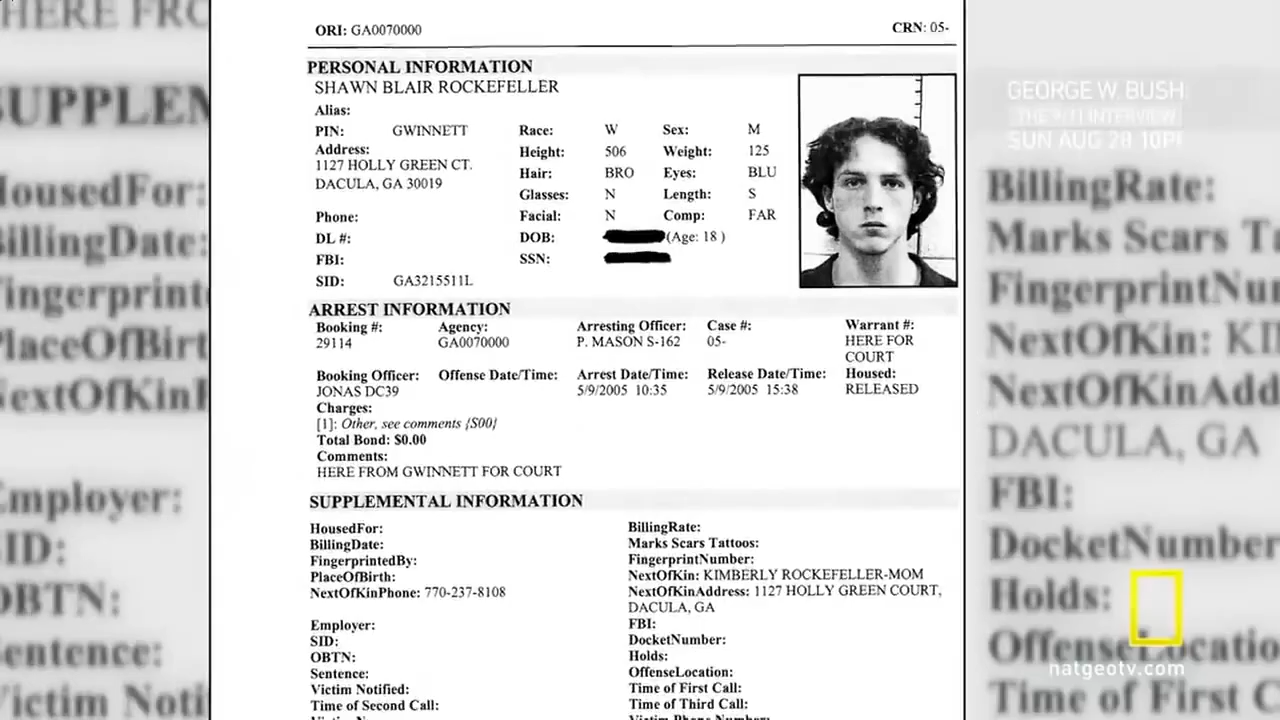 HERE FRO
ORI: GA0070000
CRN: 05-
PERSONAL INFORMATION
SHAWN BLAIR ROCKEFELLER
Alias:
PIN: GWINNETT Race: W Sex: M
Address: Height: 506 Weight: 125
1127 HOLLY GREEN CT. Hair: BRO Eyes: BLU
DACULA, GA 30019 Glasses: N Length: S
Phone: Facial: N Comp: FAR
DL #: DOB: (Age: 18 )
FBI: SSN:
SID: GA3215511L
ARREST INFORMATION
Booking #: Agency: Arresting Officer: Case #: Warrant #:
29114 GA0070000 P. MASON S-162 05- HERE FOR
COURT
Booking Officer: Offense Date/Time: Arrest Date/Time: Release Date/Time: Housed:
JONAS DC39 5/9/2005 10:35 5/9/2005 15:38 RELEASED
Charges:
[1]: Other, see comments {S00}
Total Bond: $0.00
Comments:
HERE FROM GWINNETT FOR COURT
SUPPLEMENTAL INFORMATION
HousedFor: BillingRate:
BillingDate: Marks Scars Tattoos:
FingerprintedBy: FingerprintNumber:
PlaceOfBirth: NextOfKin: KIMBERLY ROCKEFELLER-MOM
NextOfKinPhone: 770-237-8108 NextOfKinAddress: 1127 HOLLY GREEN COURT,
DACULA, GA
Employer: FBI:
SID: DocketNumber:
OBTN: Holds:
Sentence: OffenseLocation:
Victim Notified: Time of First Call:
Time of Second Call: Time of Third Call:
SUPPLEM
HousedFor:
BillingDate:
Fingerprint
PlaceOfBirt
NextOfKinP
Employer:
SID:
OBTN:
Sentence:
Victim Noti
GEORGE W. BUSH:
THE 9/11 INTERVIEW
SUN AUG 28 10P
BillingRate:
Marks Scars Ta
FingerprintNu
NextOfKin: KI
NextOfKinAdd
DACULA, GA
FBI:
DocketNumber
Holds:
OffenseLocatio
natgeotv.com
Time of First C